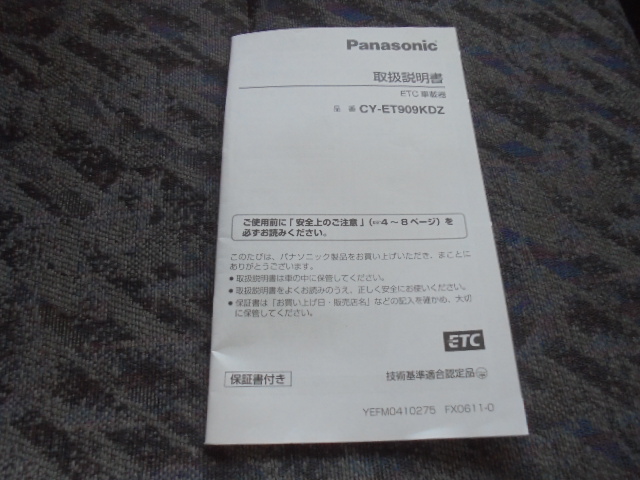 Panasonic
取扱説明書
ETC 車載器
品 番 CY-ET909KDZ
ご使用前に「安全上のご注意」(☞4～8ページ)を
必ずお読みください。
このたびは、パナソニック製品をお買い上げいただき、まことに
ありがとうございます。
● 取扱説明書は車の中に保管してください。
● 取扱説明書をよくお読みのうえ、正しく安全にお使いください。
● 保証書は「お買い上げ日・販売店名」などの記入を確かめ、大切
に保管してください。
ETC
保証書付き
技術基準適合認定品
YEFM0410275 FX0611-0